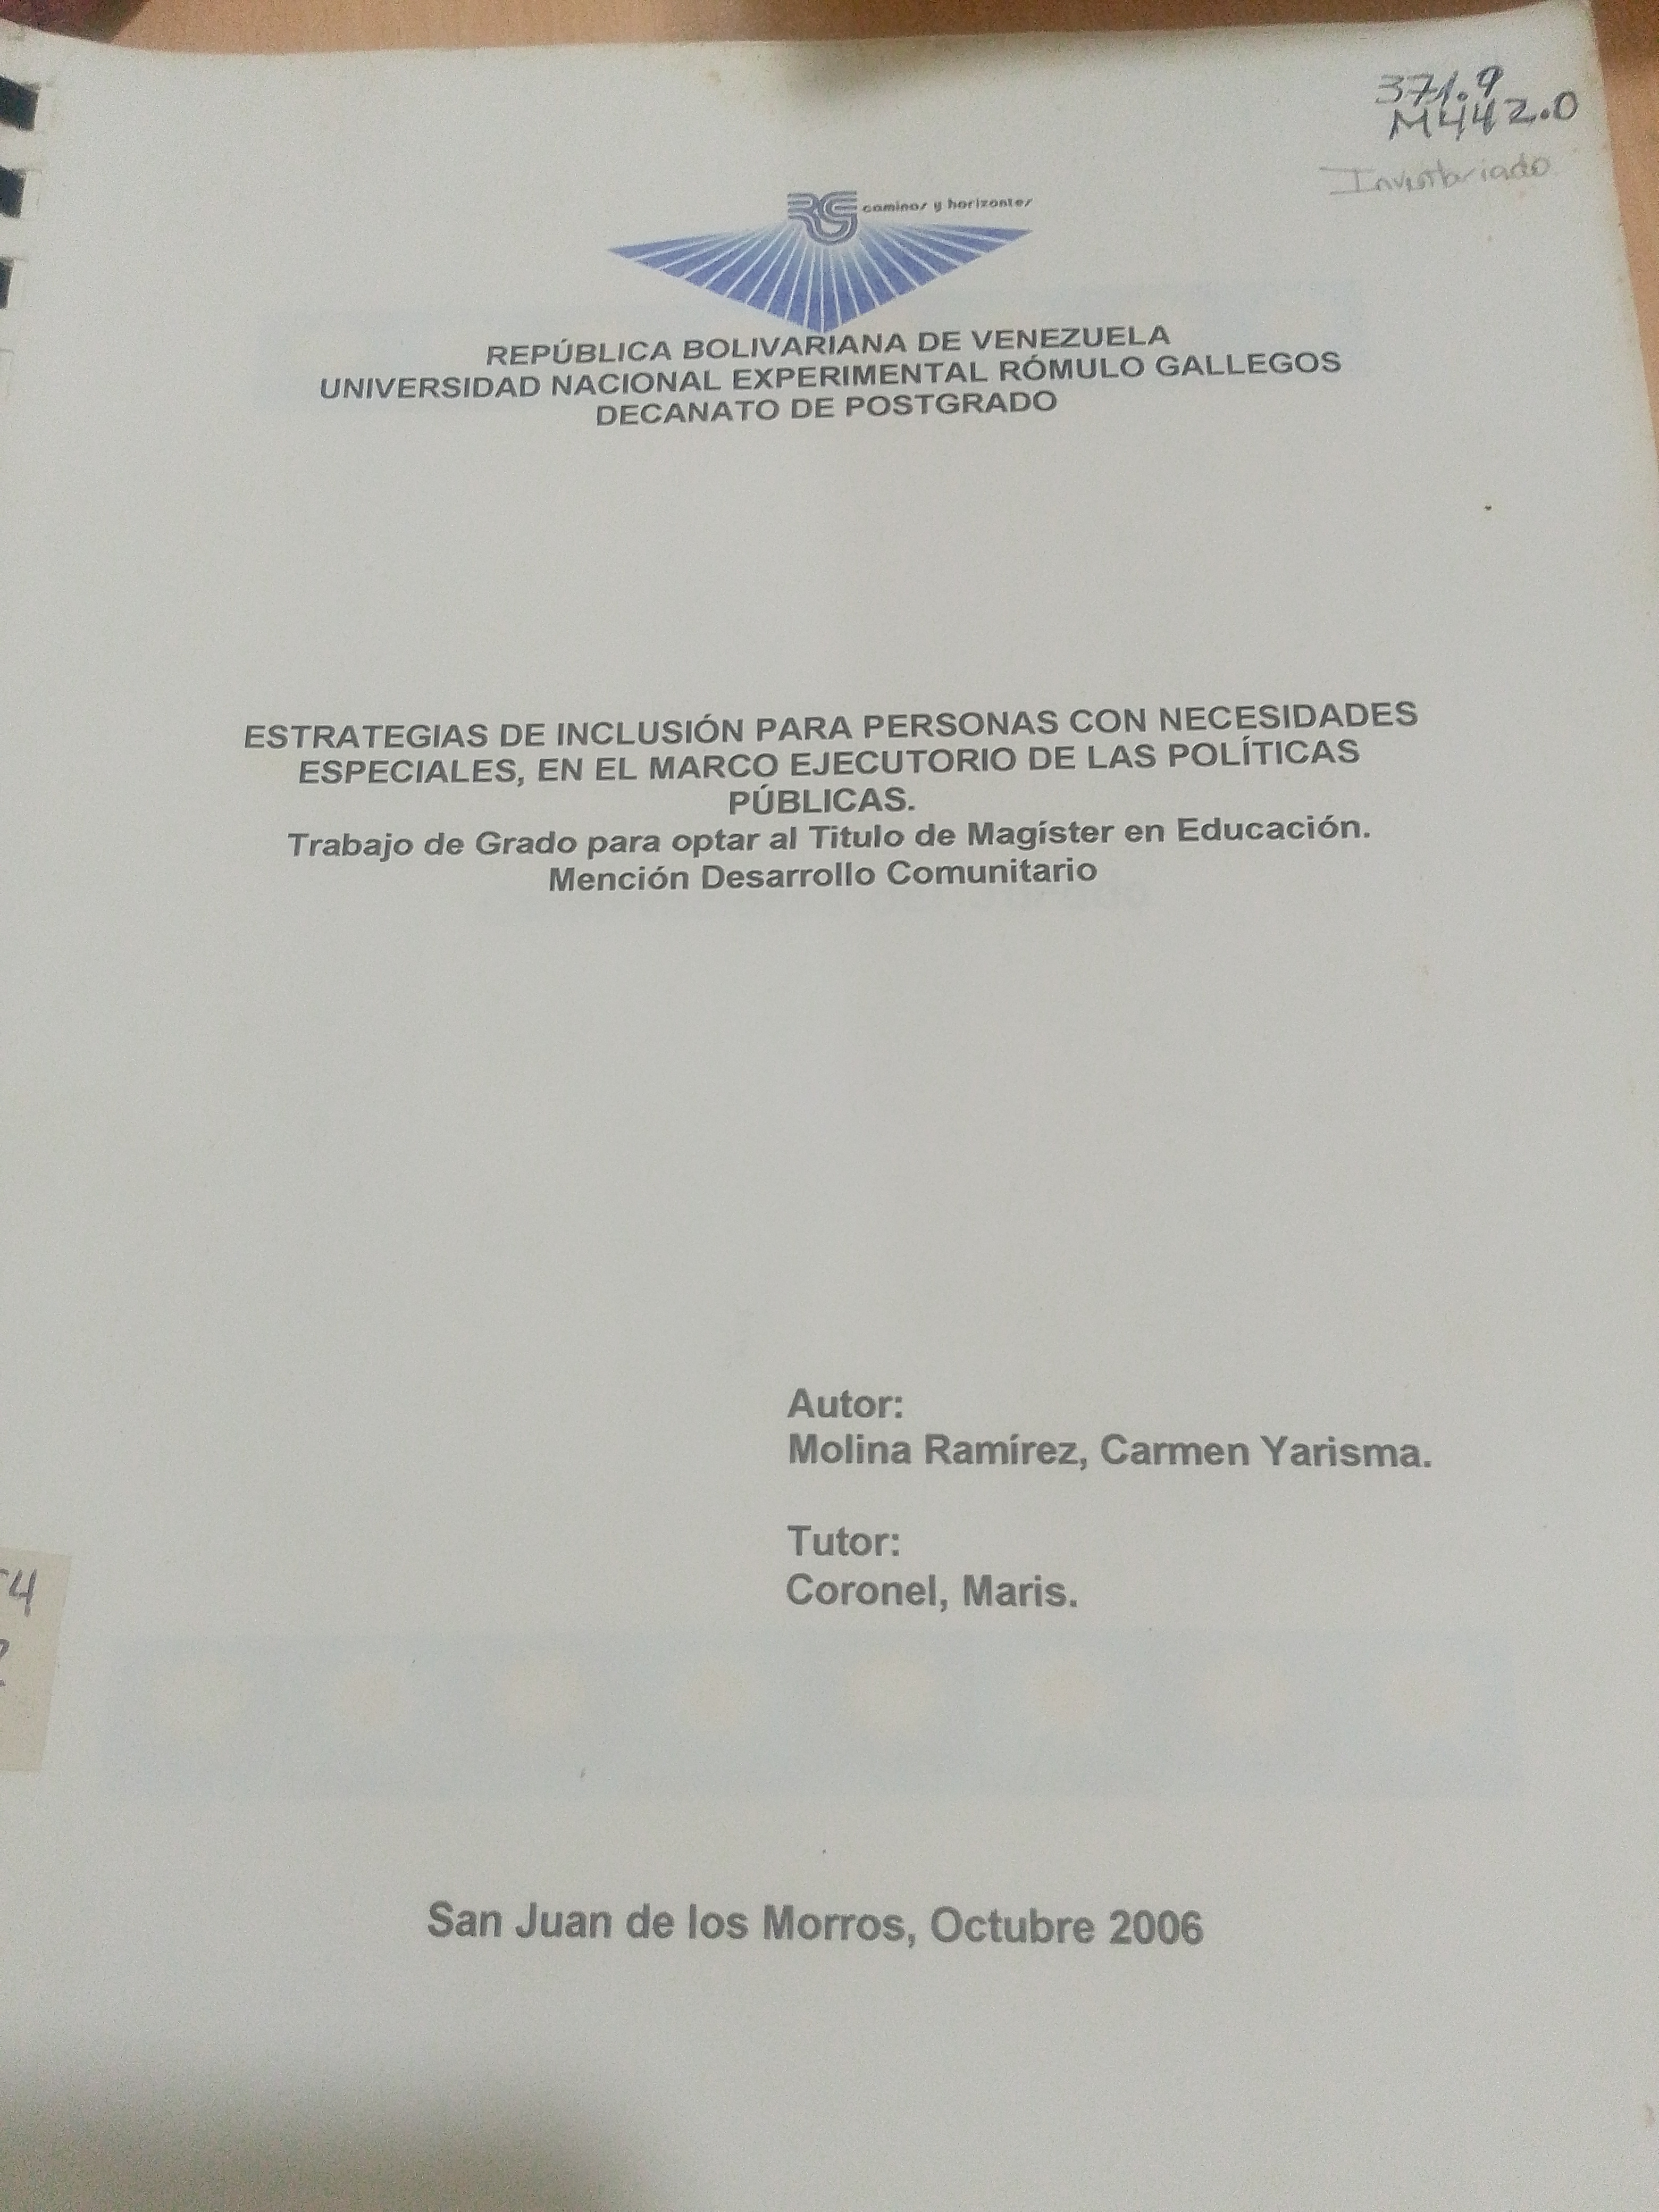 371.9
M442.0
Inventariado
RG caminos y horizontes
REPÚBLICA BOLIVARIANA DE VENEZUELA
UNIVERSIDAD NACIONAL EXPERIMENTAL RÓMULO GALLEGOS
DECANATO DE POSTGRADO
ESTRATEGIAS DE INCLUSIÓN PARA PERSONAS CON NECESIDADES
ESPECIALES, EN EL MARCO EJECUTORIO DE LAS POLÍTICAS
PÚBLICAS.
Trabajo de Grado para optar al Titulo de Magíster en Educación.
Mención Desarrollo Comunitario
Autor:
Molina Ramírez, Carmen Yarisma.
Tutor:
Coronel, Maris.
San Juan de los Morros, Octubre 2006